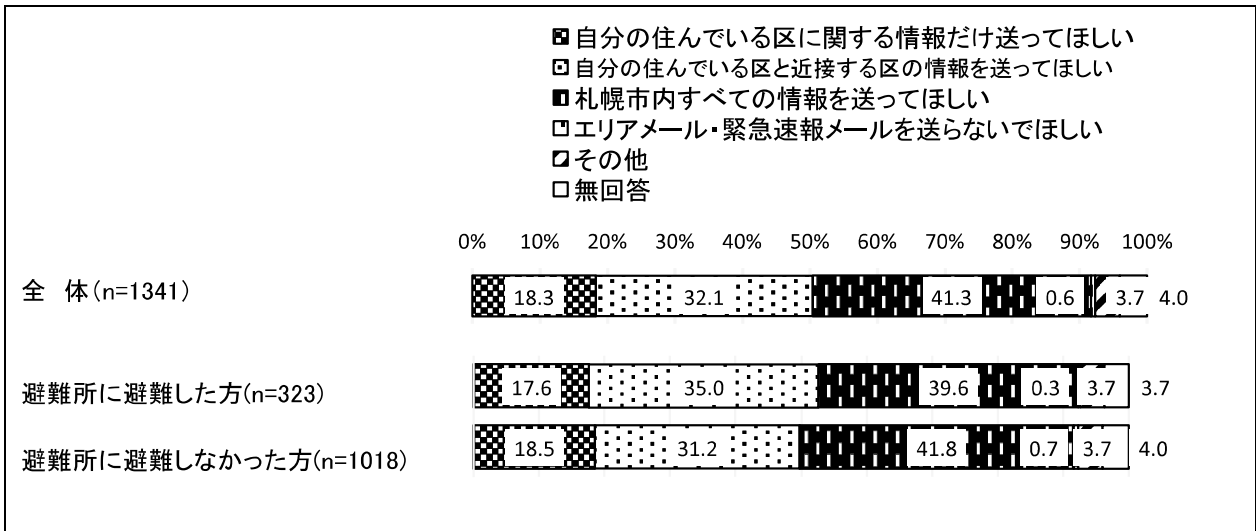 自分の住んでいる区に関する情報だけ送ってほしい
自分の住んでいる区と近接する区の情報を送ってほしい
札幌市内すべての情報を送ってほしい
エリアメール・緊急速報メールを送らないでほしい
その他
無回答
0% 10% 20% 30% 40% 50% 60% 70% 80% 90% 100%
全 体(n=1341) 18.3 32.1 41.3 0.6 3.7 4.0
避難所に避難した方(n=323) 17.6 35.0 39.6 0.3 3.7 3.7
避難所に避難しなかった方(n=1018) 18.5 31.2 41.8 0.7 3.7 4.0